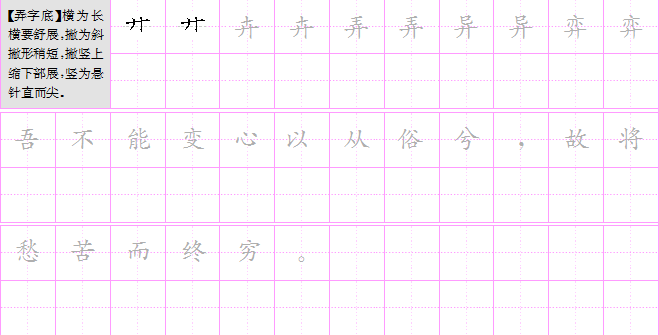 【弄字底】横为长
横要舒展,撇为斜
撇形稍短,撇竖上
缩下部展,竖为悬
针直而尖.
廾 廾 卉 卉 弄 弄 异 异 弈 弈
吾 不 能 变 心 以 从 俗 兮 , 故 将
愁 苦 而 终 穷 。